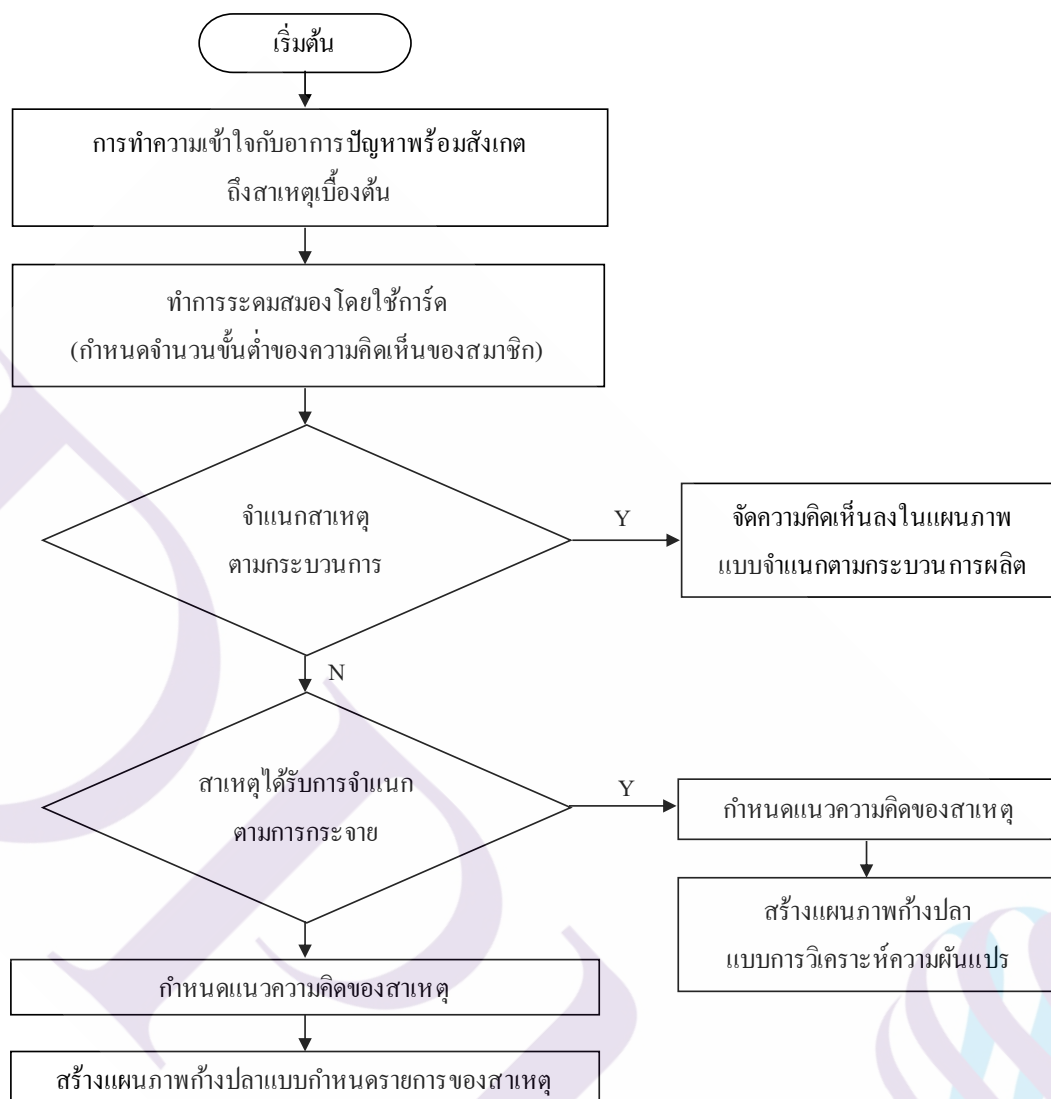 เริ่มต้น
การทำความเข้าใจกับอาการปัญหาพร้อมสังเกต
ถึงสาเหตุเบื้องต้น
ทำการระดมสมองโดยใช้การ์ด
(กำหนดจำนวนขั้นต่ำของความคิดเห็นของสมาชิก)
จำแนกสาเหตุ
ตามกระบวนการ
Y
จัดความคิดเห็นลงในแผนภาพ
แบบจำแนกตามกระบวนการผลิต
N
สาเหตุได้รับการจำแนก
ตามการกระจาย
Y
กำหนดแนวความคิดของสาเหตุ
สร้างแผนภาพก้างปลา
แบบการวิเคราะห์ความผันแปร
กำหนดแนวความคิดของสาเหตุ
สร้างแผนภาพก้างปลาแบบกำหนดรายการของสาเหตุ